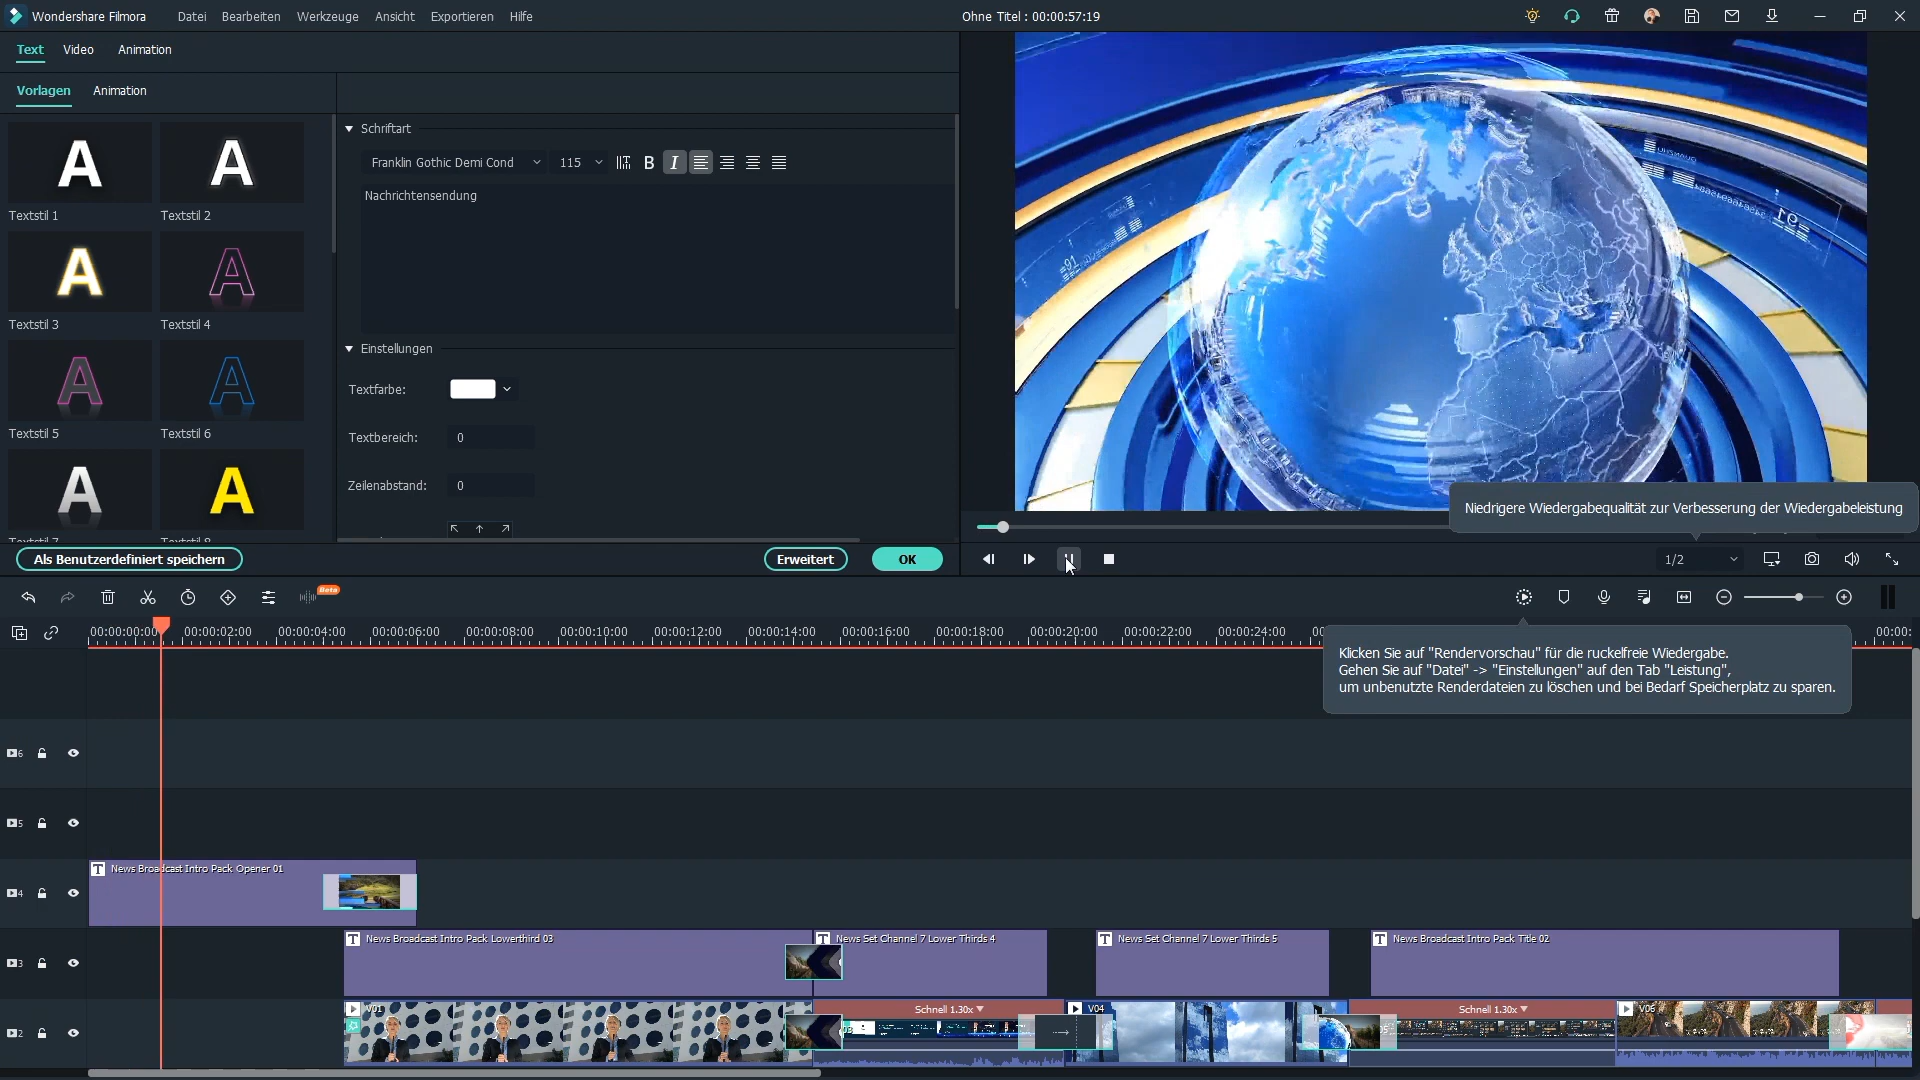 Wondershare Filmora
Datei Bearbeiten Werkzeuge Ansicht Exportieren Hilfe
Ohne Titel : 00:00:57:19
Text Video Animation
Vorlagen Animation
Textstil 1 Textstil 2
Textstil 3 Textstil 4
Textstil 5 Textstil 6
Schriftart
Franklin Gothic Demi Cond 115 B I
Nachrichtensendung
Einstellungen
Textfarbe:
Textbereich: 0
Zeilenabstand: 0
Als Benutzerdefiniert speichern Erweitert OK
Niedrigere Wiedergabequalität zur Verbesserung der Wiedergabeleistung
1/2
Beta
00:00:00:00 00:00:02:00 00:00:04:00 00:00:06:00 00:00:08:00 00:00:10:00 00:00:12:00 00:00:14:00 00:00:16:00 00:00:18:00 00:00:20:00 00:00:22:00 00:00:24:00
Klicken Sie auf "Rendervorschau" für die ruckelfreie Wiedergabe.
Gehen Sie auf "Datei" -> "Einstellungen" auf den Tab "Leistung",
um unbenutzte Renderdateien zu löschen und bei Bedarf Speicherplatz zu sparen.
6
5
4
T News Broadcast Intro Pack Opener 01
3
T News Broadcast Intro Pack Lowerthird 03
T News Set Channel 7 Lower Thirds 4
T News Set Channel 7 Lower Thirds 5
T News Broadcast Intro Pack Title 02
2
V01
Schnell 1.30x
V04
Schnell 1.30x
V06